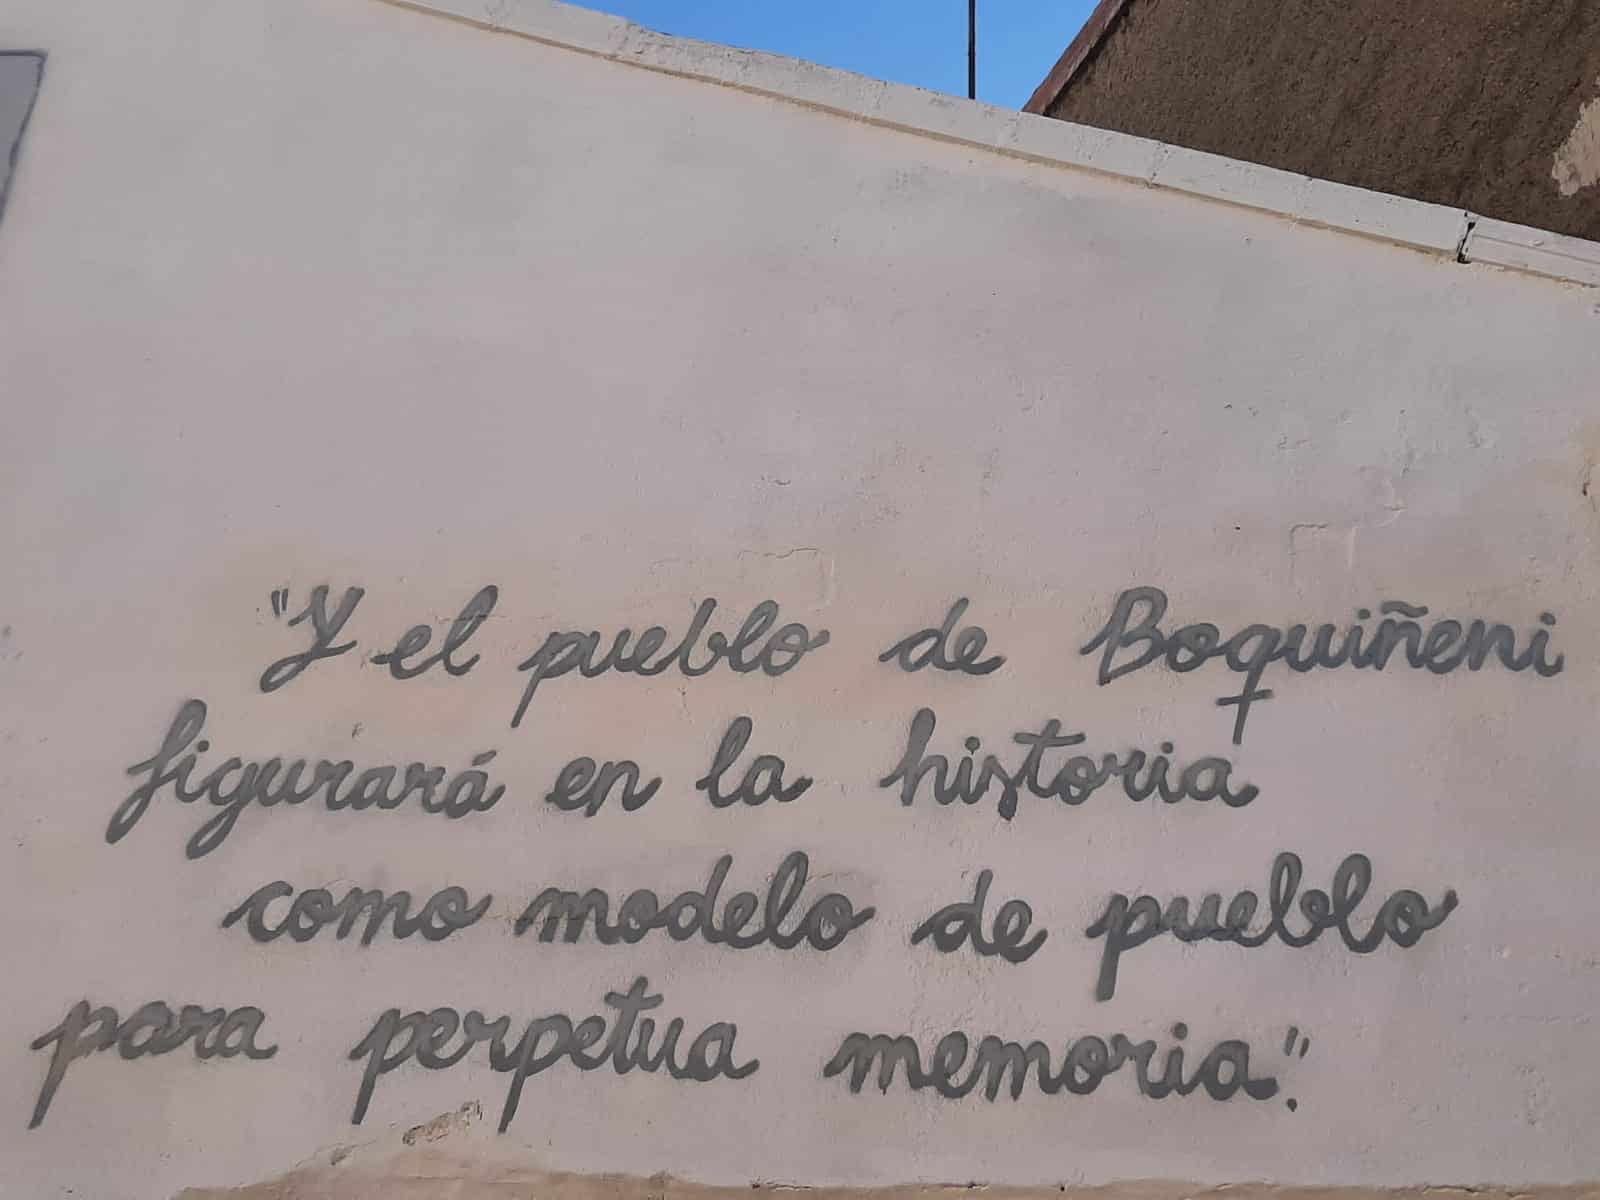 "Y el pueblo de Boquiñeni
figurará en la historia
como modelo de pueblo
para perpetua memoria".